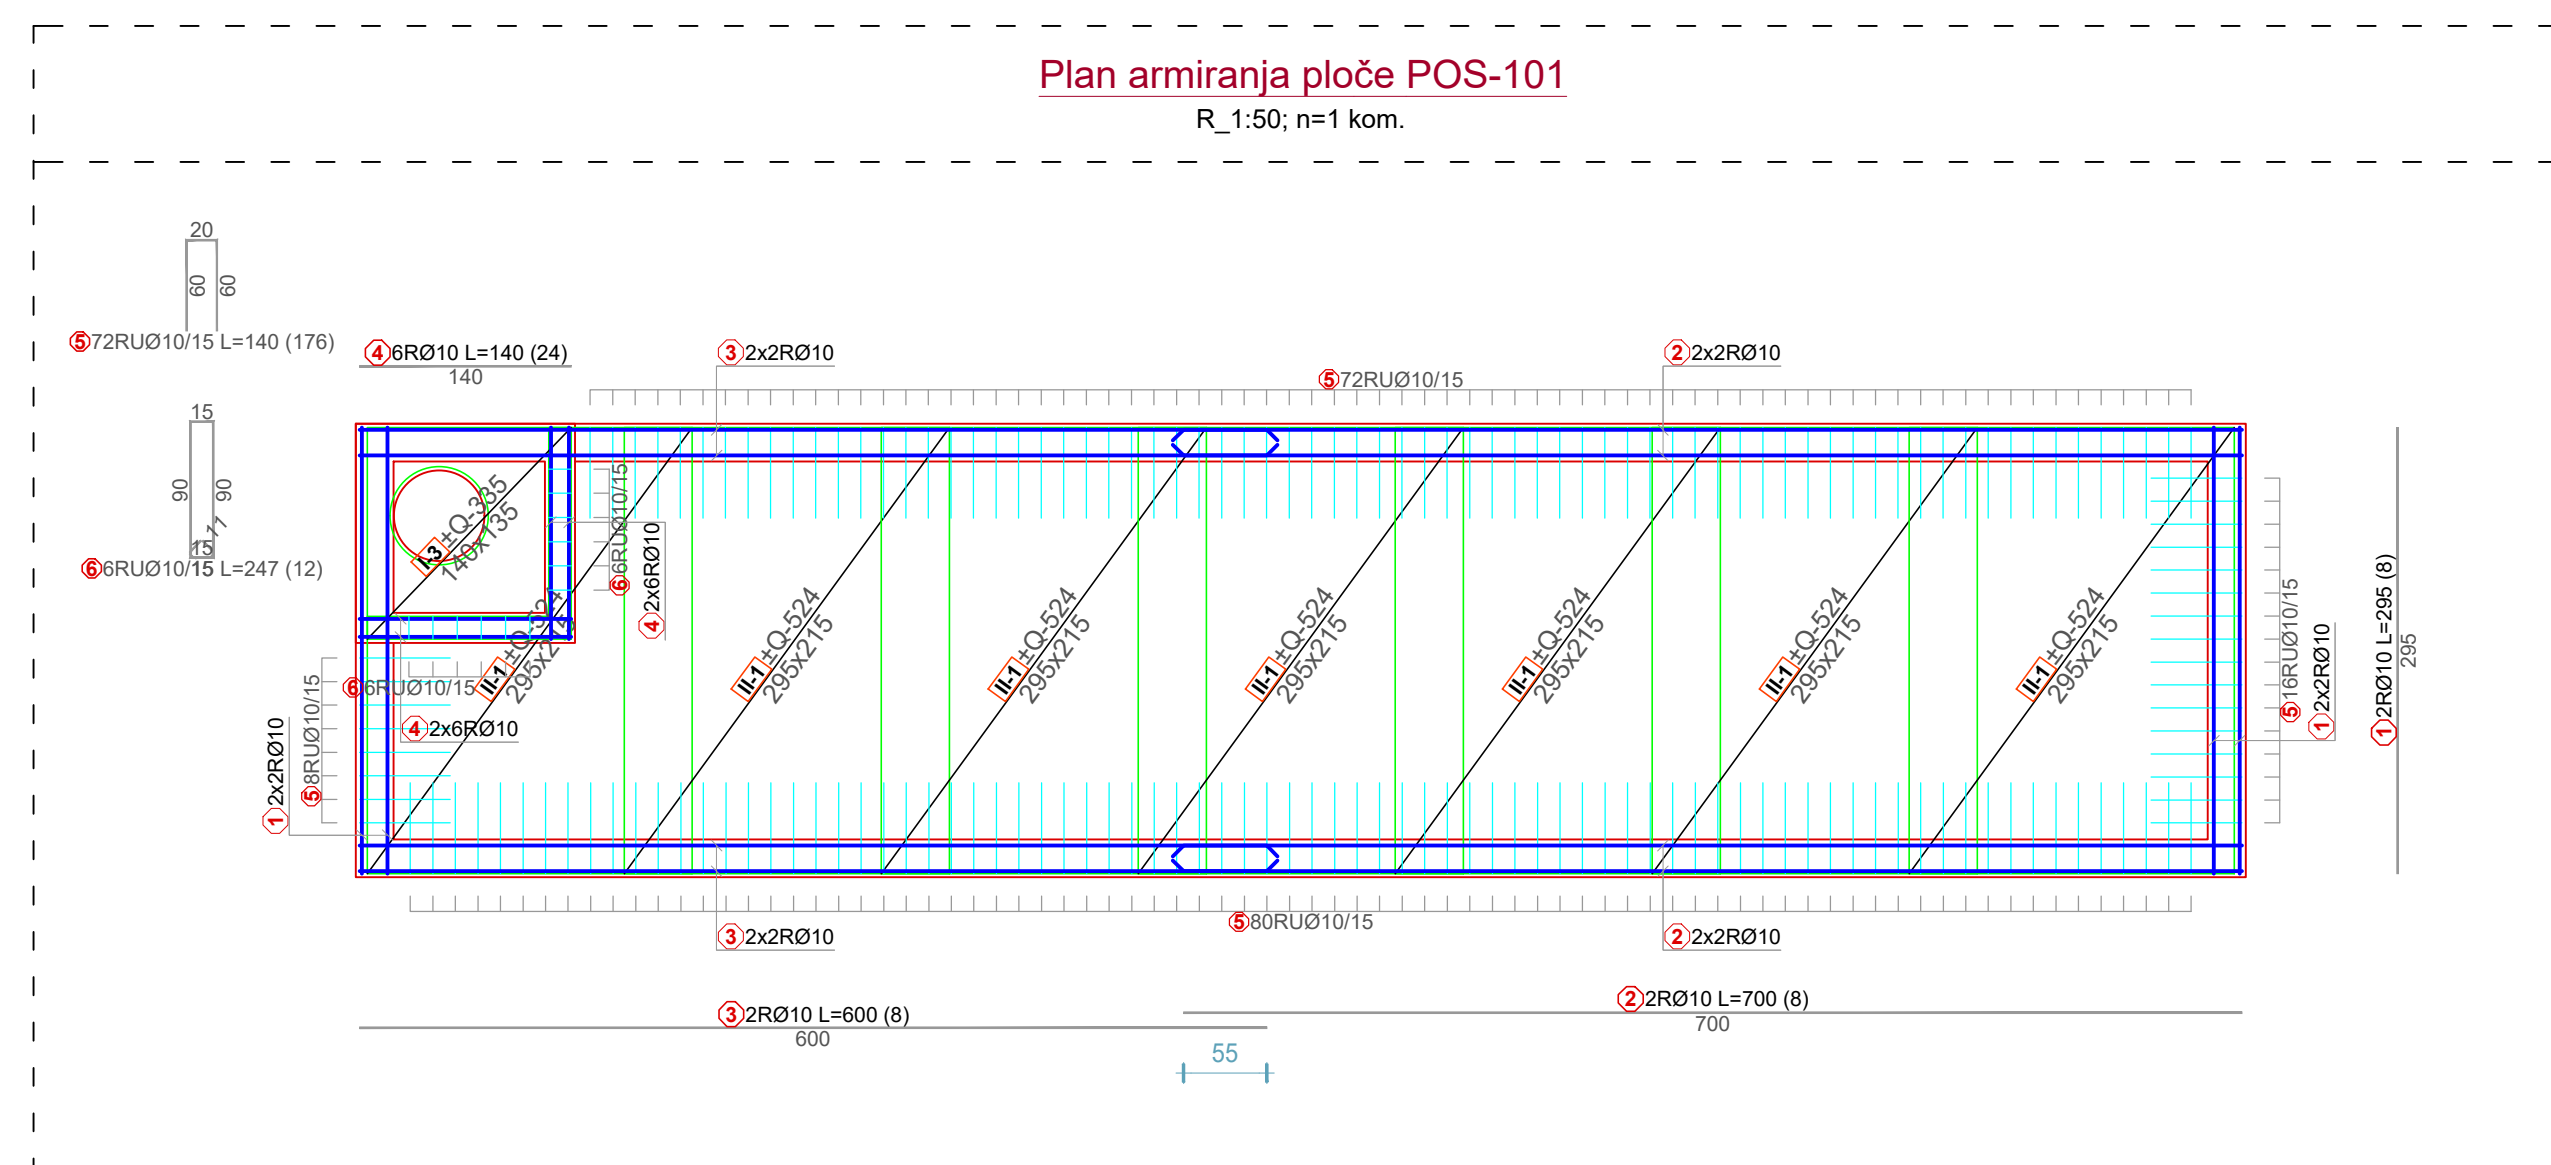 Plan armiranja ploče POS-101
R_1:50; n=1 kom.
20
60
60
5 72RUØ10/15 L=140 (176)
4 6RØ10 L=140 (24)
140
3 2x2RØ10
2 2x2RØ10
5 72RUØ10/15
15
90
90
11
15
6 6RUØ10/15 L=247 (12)
I-3 ±Q-335
140x135
6 6RUØ10/15
4 2x6RØ10
6 6RUØ10/15
4 2x6RØ10
1 2x2RØ10
5 8RUØ10/15
II-1 ±Q-524
295x215
II-1 ±Q-524
295x215
II-1 ±Q-524
295x215
II-1 ±Q-524
295x215
II-1 ±Q-524
295x215
II-1 ±Q-524
295x215
II-1 ±Q-524
295x215
5 16RUØ10/15
1 2x2RØ10
1 2RØ10 L=295 (8)
295
5 80RUØ10/15
3 2x2RØ10
2 2x2RØ10
3 2RØ10 L=600 (8)
600
2 2RØ10 L=700 (8)
700
55